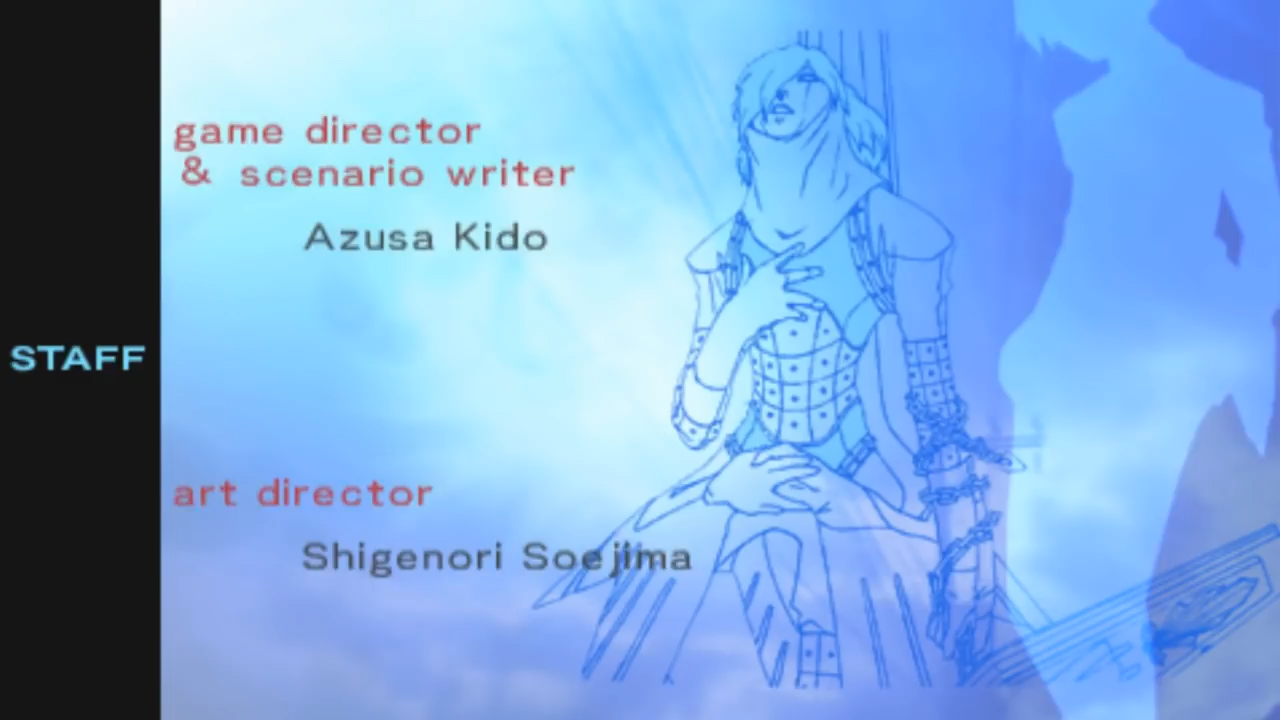 game director
& scenario writer
Azusa Kido
STAFF
art director
Shigenori Soejima